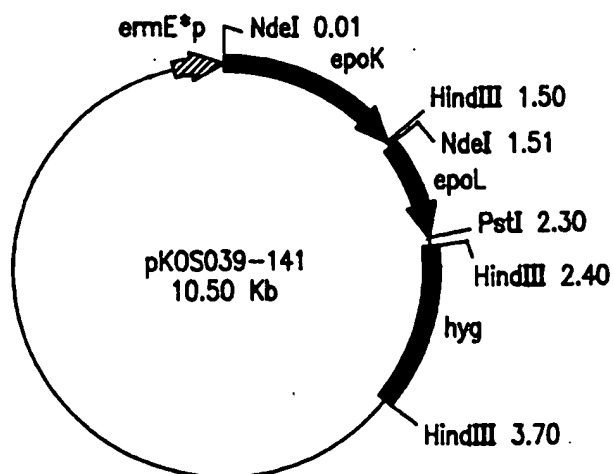 ermE*p
NdeI 0.01
epoK
HindIII 1.50
NdeI 1.51
epoL
PstI 2.30
HindIII 2.40
hyg
HindIII 3.70
pKOS039-141
10.50 Kb